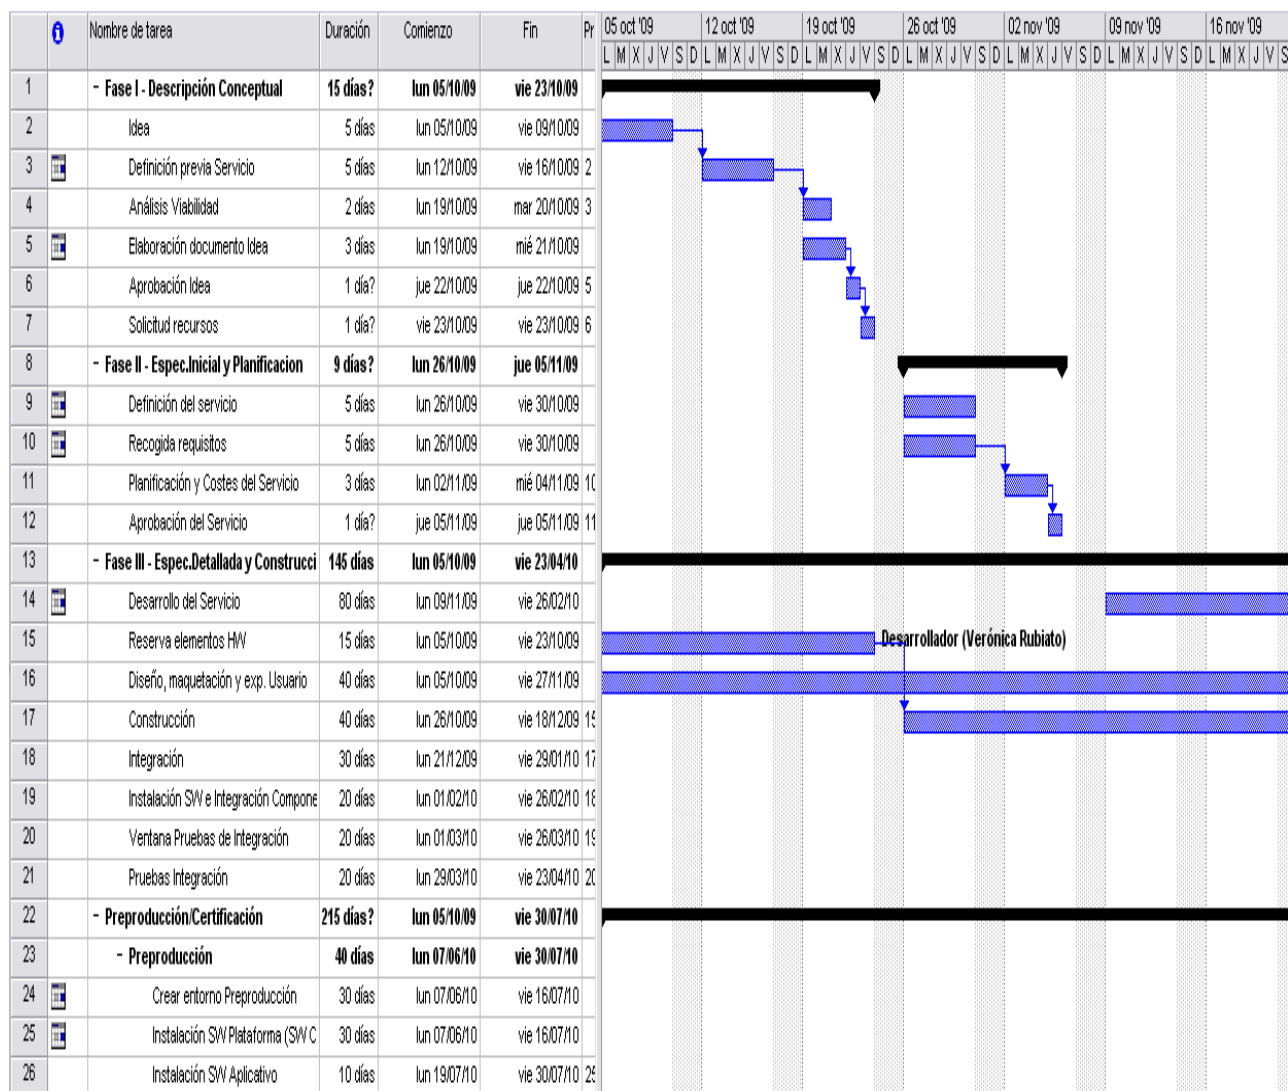 Nombre de tarea Duración Comienzo Fin Pr 05 oct '09 12 oct '09 19 oct '09 26 oct '09 02 nov '09 09 nov '09 16 nov '09
L M X J V S D L M X J V S D L M X J V S D L M X J V S D L M X J V S D L M X J V S D L M X J V S
1 - Fase I - Descripción Conceptual 15 días? lun 05/10/09 vie 23/10/09
2 Idea 5 días lun 05/10/09 vie 09/10/09
3 Definición previa Servicio 5 días lun 12/10/09 vie 16/10/09 2
4 Análisis Viabilidad 2 días lun 19/10/09 mar 20/10/09 3
5 Elaboración documento Idea 3 días lun 19/10/09 mié 21/10/09
6 Aprobación Idea 1 día? jue 22/10/09 jue 22/10/09 5
7 Solicitud recursos 1 día? vie 23/10/09 vie 23/10/09 6
8 - Fase II - Espec.Inicial y Planificacion 9 días? lun 26/10/09 jue 05/11/09
9 Definición del servicio 5 días lun 26/10/09 vie 30/10/09
10 Recogida requisitos 5 días lun 26/10/09 vie 30/10/09
11 Planificación y Costes del Servicio 3 días lun 02/11/09 mié 04/11/09 10
12 Aprobación del Servicio 1 día? jue 05/11/09 jue 05/11/09 11
13 - Fase III - Espec.Detallada y Construcci 145 días lun 05/10/09 vie 23/04/10
14 Desarrollo del Servicio 80 días lun 09/11/09 vie 26/02/10
15 Reserva elementos HW 15 días lun 05/10/09 vie 23/10/09 Desarrollador (Verónica Rubiato)
16 Diseño, maquetación y exp. Usuario 40 días lun 05/10/09 vie 27/11/09
17 Construcción 40 días lun 26/10/09 vie 18/12/09 15
18 Integración 30 días lun 21/12/09 vie 29/01/10 17
19 Instalación SW e Integración Compone 20 días lun 01/02/10 vie 26/02/10 18
20 Ventana Pruebas de Integración 20 días lun 01/03/10 vie 26/03/10 19
21 Pruebas Integración 20 días lun 29/03/10 vie 23/04/10 20
22 - Preproducción/Certificación 215 días? lun 05/10/09 vie 30/07/10
23 - Preproducción 40 días lun 07/06/10 vie 30/07/10
24 Crear entorno Preproducción 30 días lun 07/06/10 vie 16/07/10
25 Instalación SW Plataforma (SW C 30 días lun 07/06/10 vie 16/07/10
26 Instalación SW Aplicativo 10 días lun 19/07/10 vie 30/07/10 25